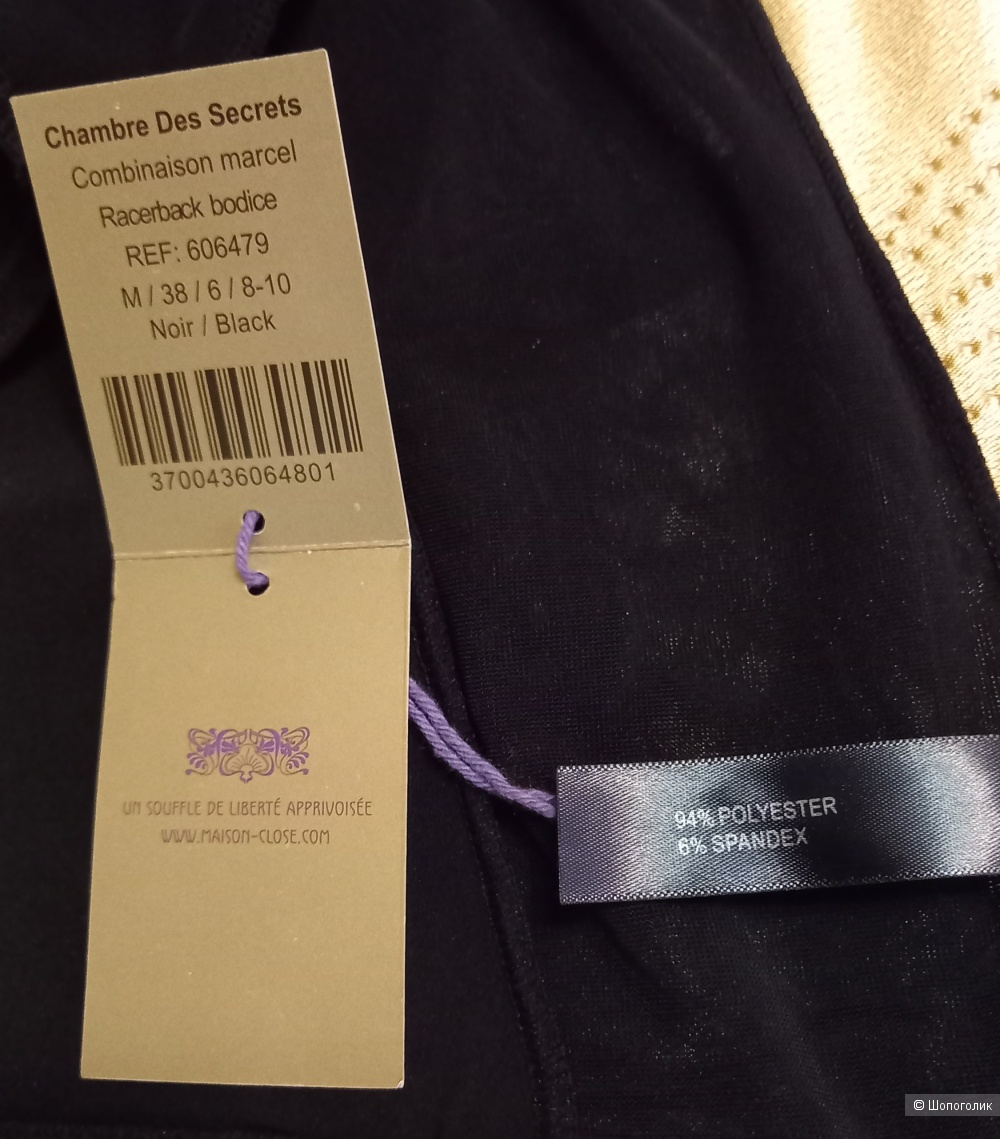 Chambre Des Secrets
Combinaison marcel
Racerback bodice
REF: 606479
M / 38 / 6 / 8-10
Noir / Black
3700436064801
UN SOUFFLE DE LIBERTÉ APPRIVOISÉE
WWW.MAISON-CLOSE.COM
94% POLYESTER
6% SPANDEX
© Шопоголик